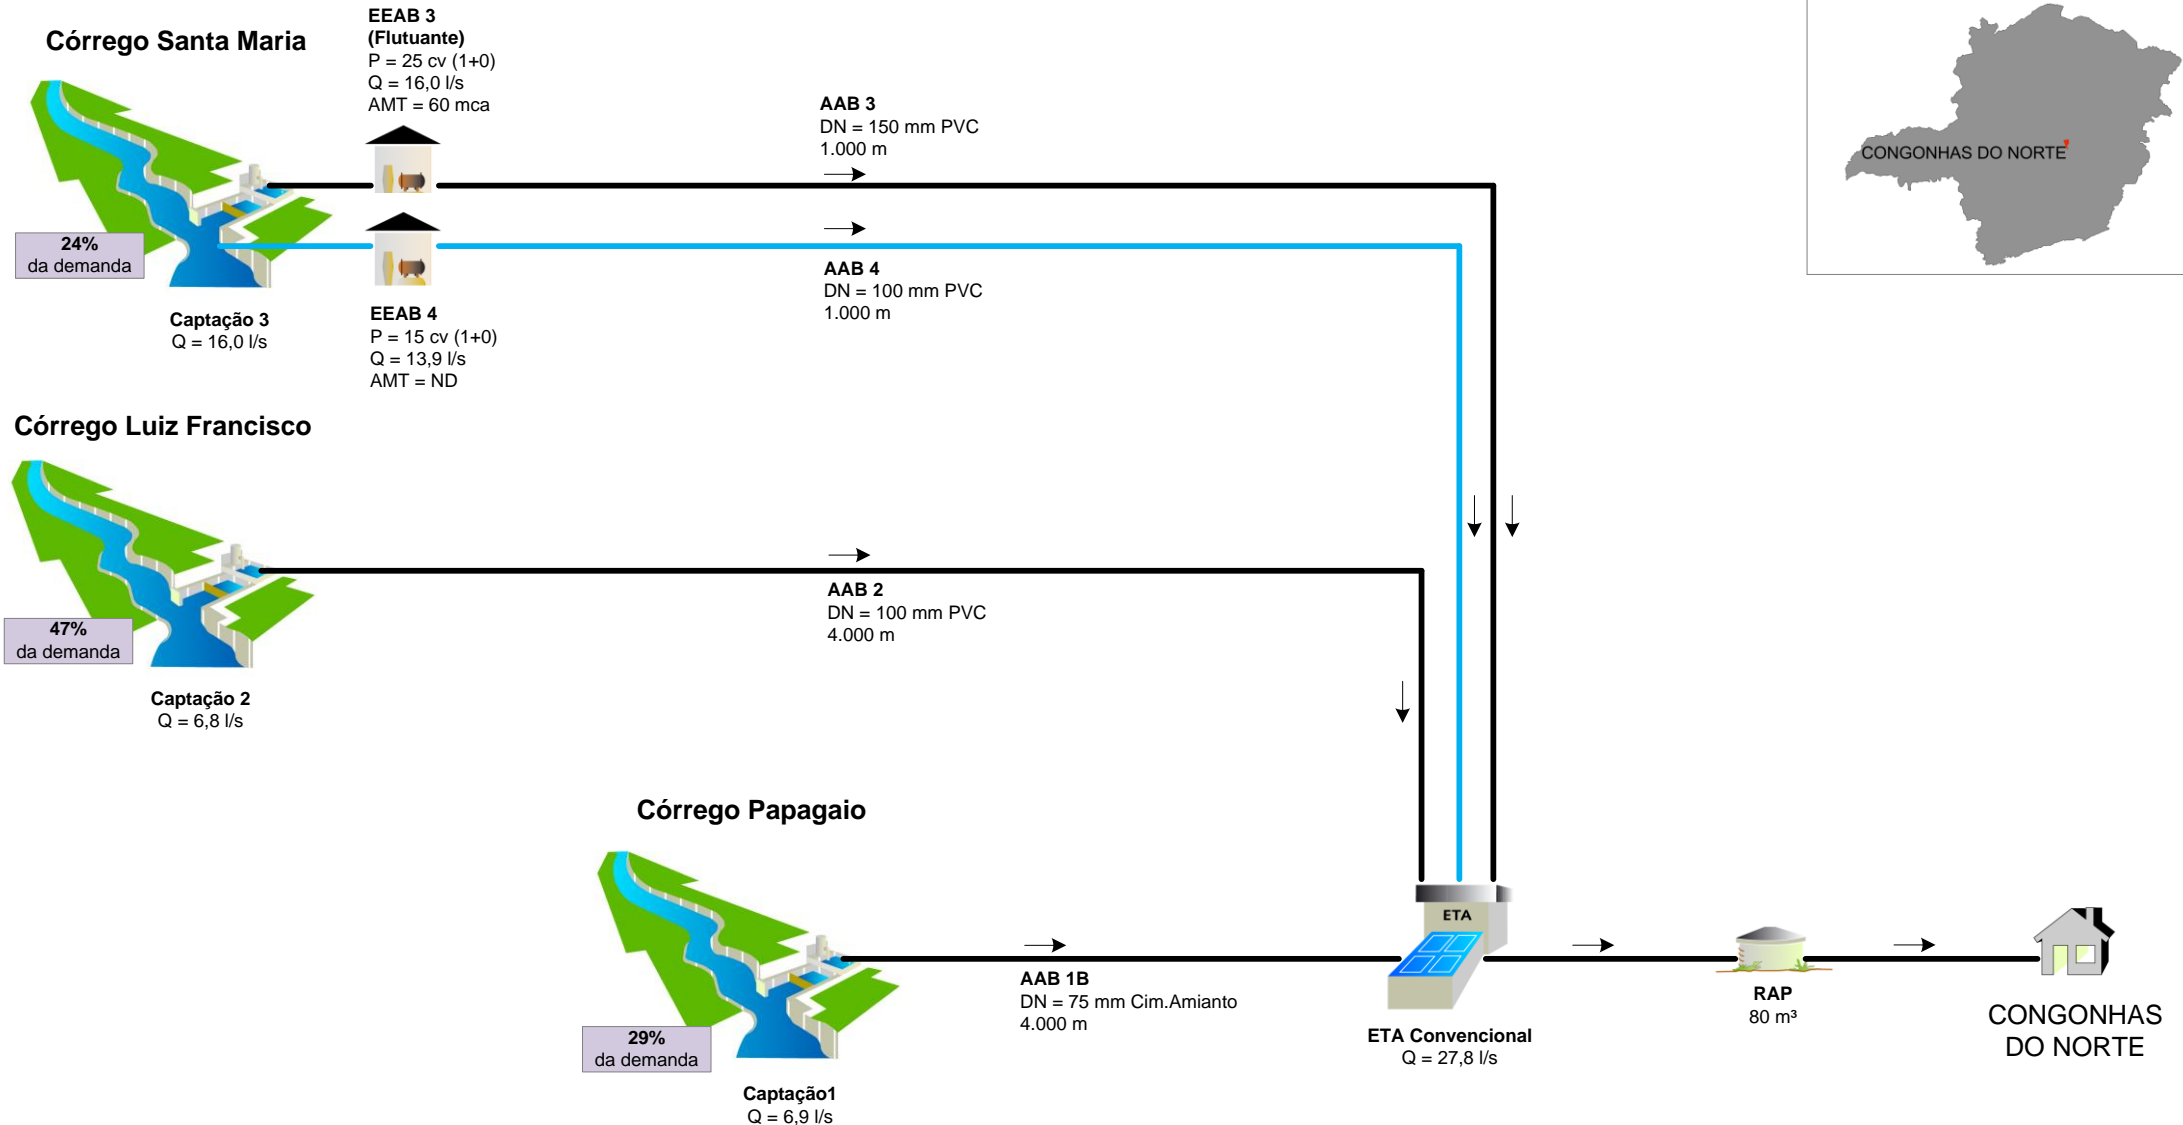 Córrego Santa Maria
EEAB 3
(Flutuante)
P = 25 cv (1+0)
Q = 16,0 l/s
AMT = 60 mca
AAB 3
DN = 150 mm PVC
1.000 m
CONGONHAS DO NORTE
24%
da demanda
Captação 3
Q = 16,0 l/s
EEAB 4
P = 15 cv (1+0)
Q = 13,9 l/s
AMT = ND
AAB 4
DN = 100 mm PVC
1.000 m
Córrego Luiz Francisco
47%
da demanda
Captação 2
Q = 6,8 l/s
AAB 2
DN = 100 mm PVC
4.000 m
Córrego Papagaio
29%
da demanda
Captação1
Q = 6,9 l/s
AAB 1B
DN = 75 mm Cim.Amianto
4.000 m
ETA
ETA Convencional
Q = 27,8 l/s
RAP
80 m³
CONGONHAS
DO NORTE